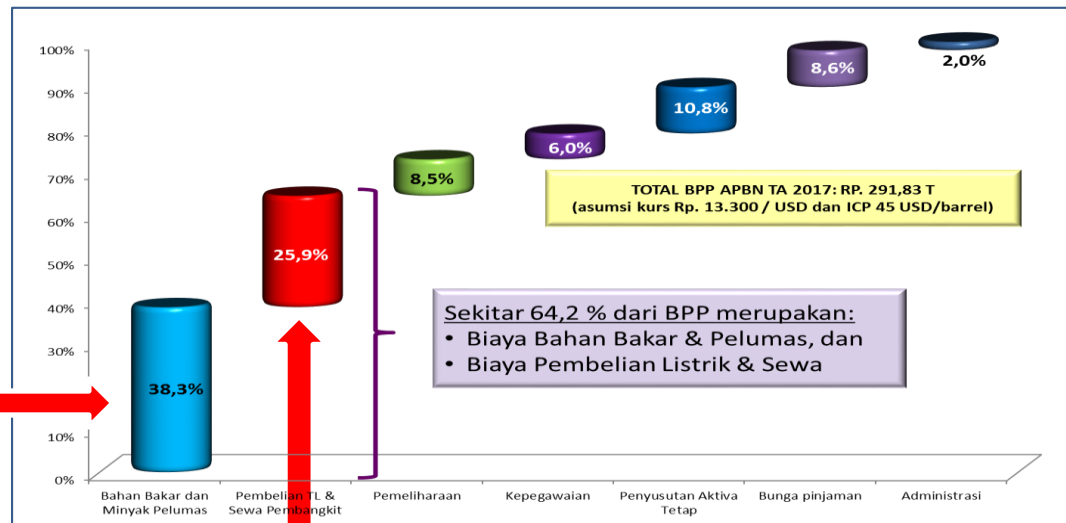 100%
90%
80%
70%
60%
50%
40%
30%
10%
0%
38,3%
25,9%
8,5%
6,0%
10,8%
8,6%
2,0%
TOTAL BPP APBN TA 2017: RP. 291,83 T
(asumsi kurs Rp. 13.300 / USD dan ICP 45 USD/barrel)
Sekitar 64,2 % dari BPP merupakan:
• Biaya Bahan Bakar & Pelumas, dan
• Biaya Pembelian Listrik & Sewa
Bahan Bakar dan
Minyak Pelumas
Pembelian TL &
Sewa Pembangkit
Pemeliharaan
Kepegawaian
Penyusutan Aktiva
Tetap
Bunga pinjaman
Administrasi